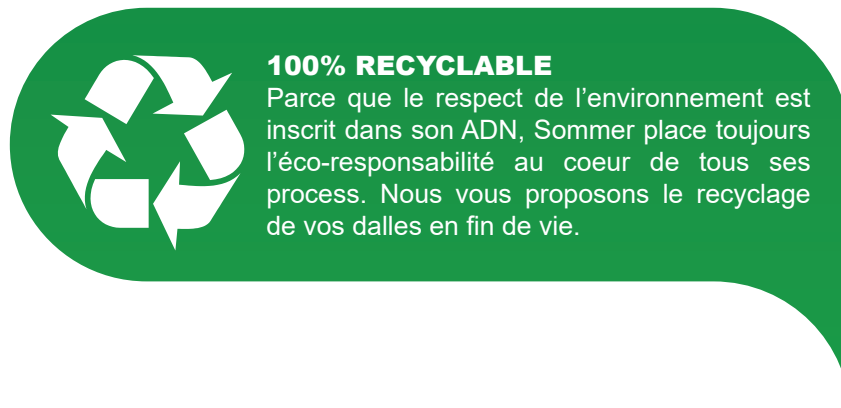 100% RECYCLABLE
Parce que le respect de l’environnement est
inscrit dans son ADN, Sommer place toujours
l’éco-responsabilité au coeur de tous ses
process. Nous vous proposons le recyclage
de vos dalles en fin de vie.